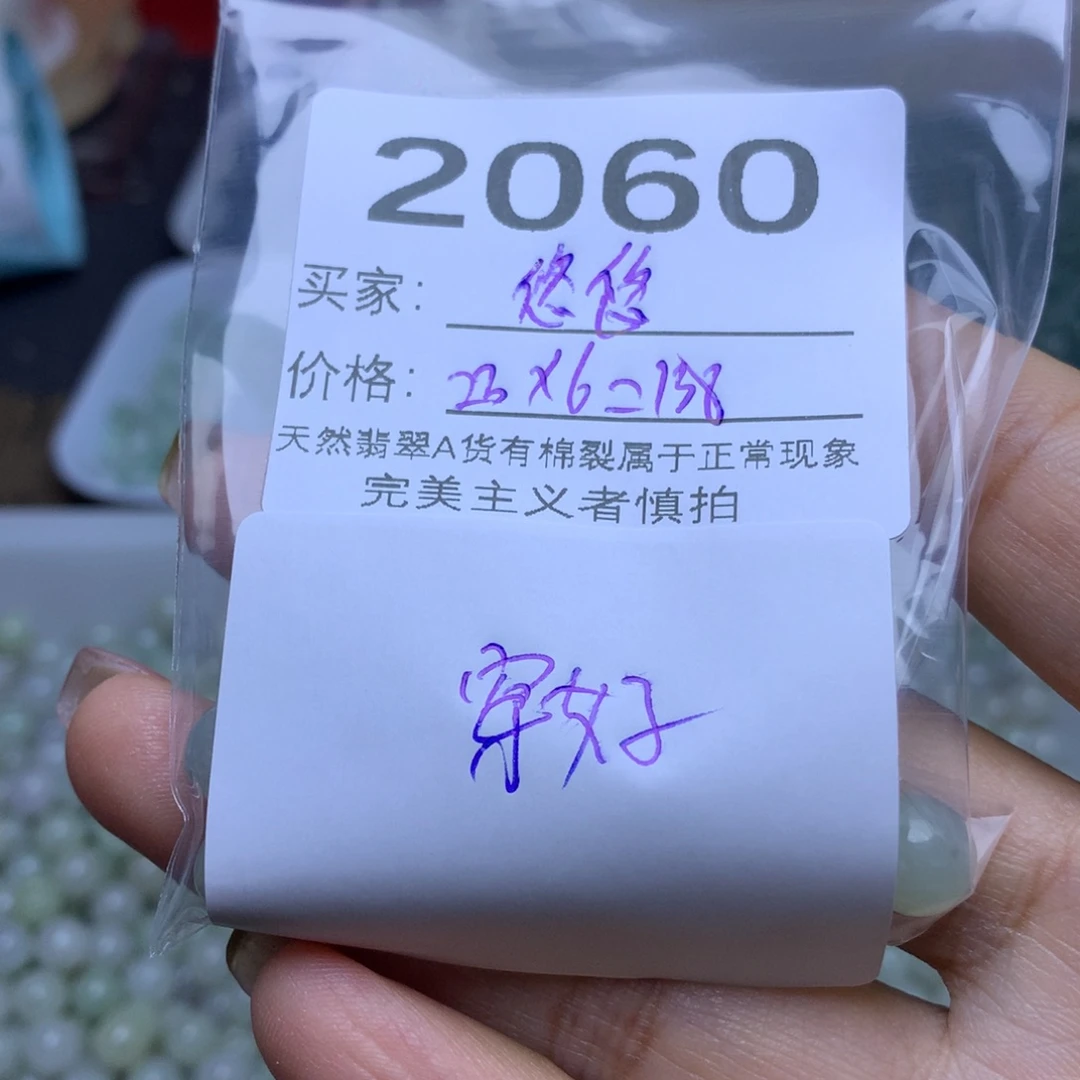 2060
买家: 悠悠
价格: 23×6=138
天然翡翠A货有棉裂属于正常现象
完美主义者慎拍
穿好